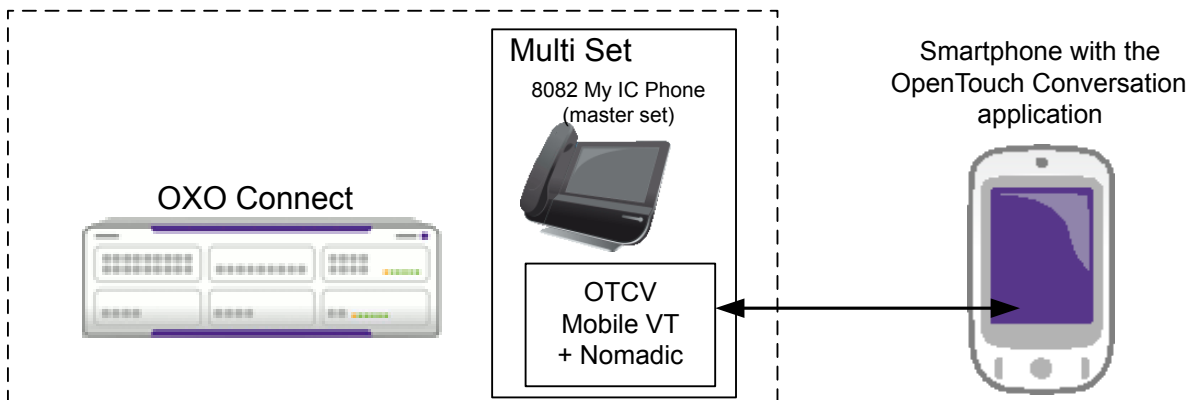 Multi Set
8082 My IC Phone
(master set)
Smartphone with the
OpenTouch Conversation
application
OXO Connect
OTCV
Mobile VT
+ Nomadic